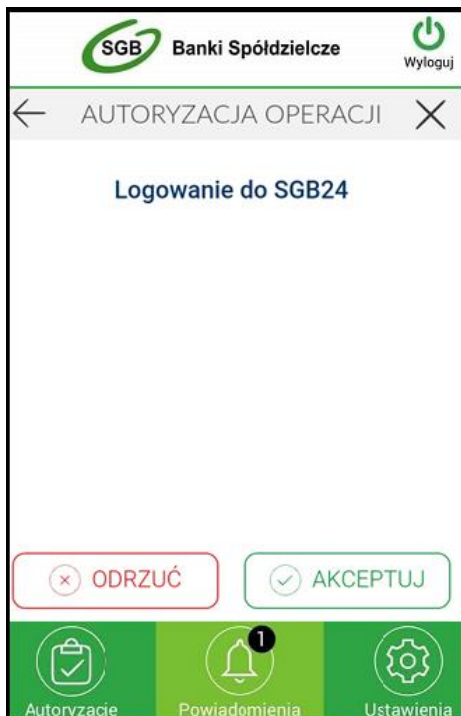 SGB Banki Spółdzielcze
Wyloguj
AUTORYZACJA OPERACJI
Logowanie do SGB24
ODRZUĆ AKCEPTUJ
1
Autoryzacje Powiadomienia Ustawienia